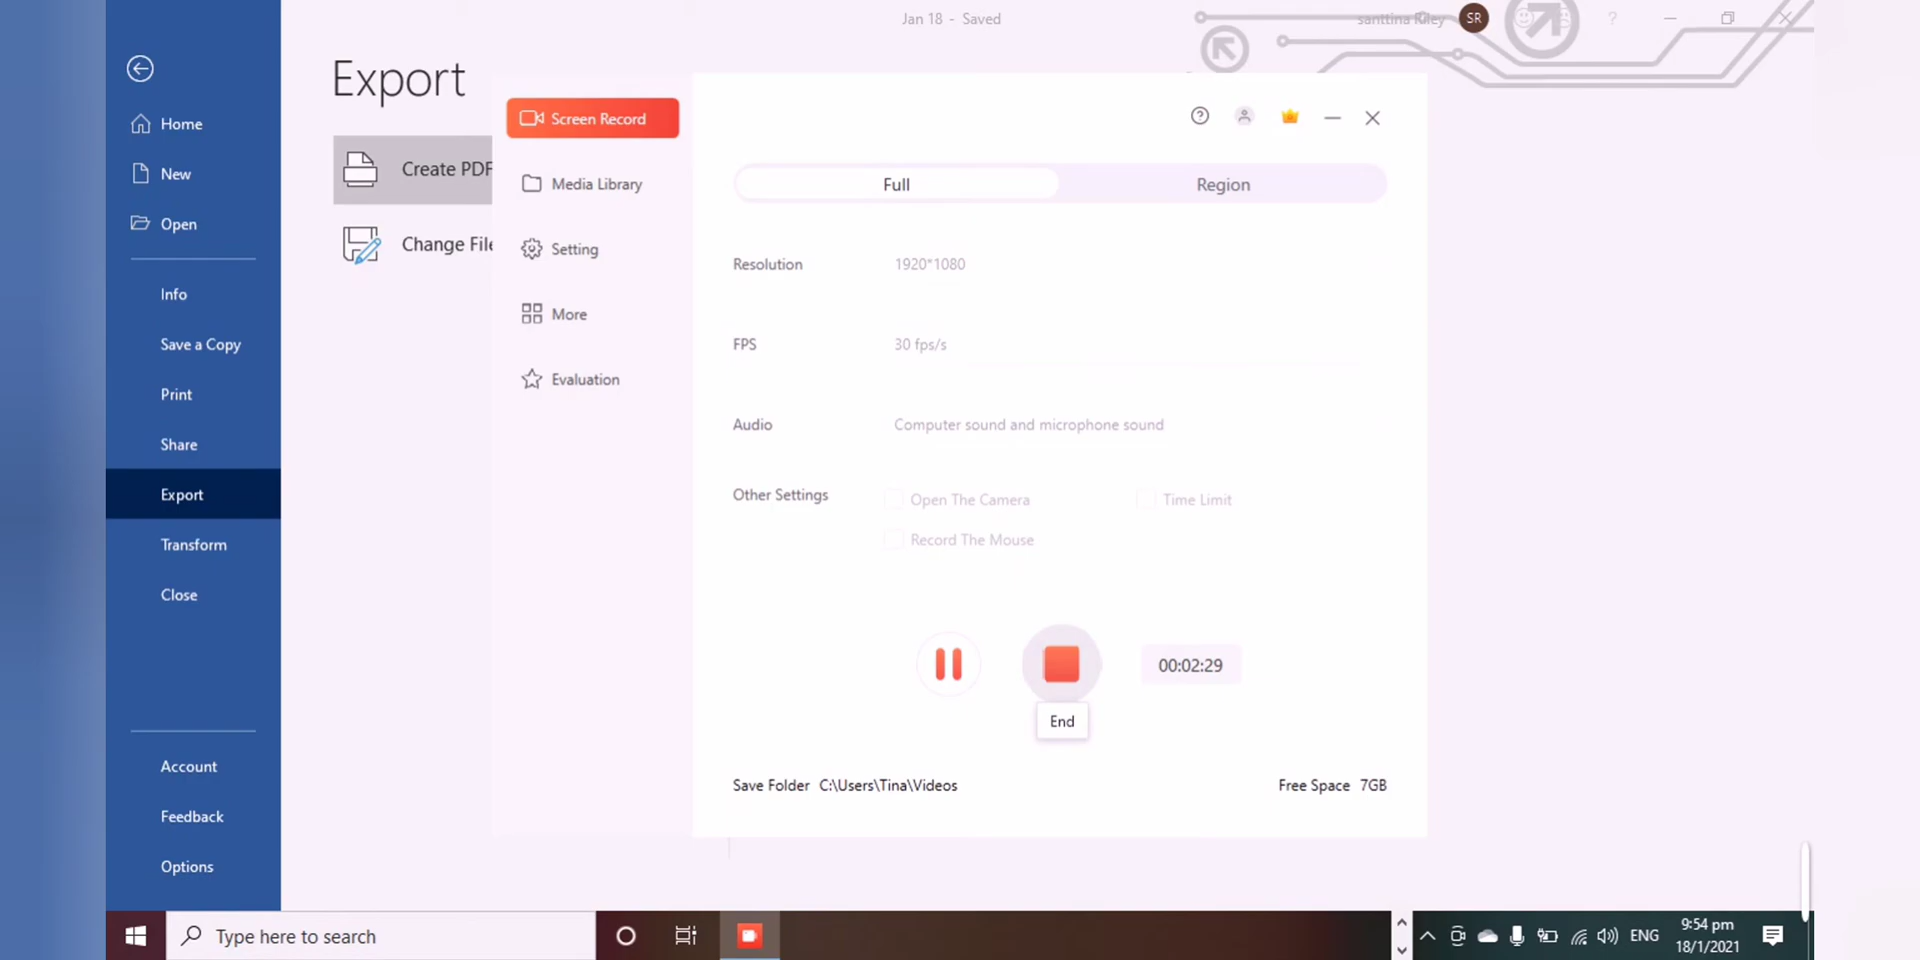 Jan 18 - Saved
santtina Riley
SR
?
Export
Home
New
Open
Info
Save a Copy
Print
Share
Export
Transform
Close
Account
Feedback
Options
Create PDF
Change File
Screen Record
Media Library
Setting
More
Evaluation
Full
Region
Resolution
1920*1080
FPS
30 fps/s
Audio
Computer sound and microphone sound
Other Settings
Open The Camera
Time Limit
Record The Mouse
00:02:29
End
Save Folder C:\Users\Tina\Videos
Free Space 7GB
Type here to search
ENG
9:54 pm
18/1/2021